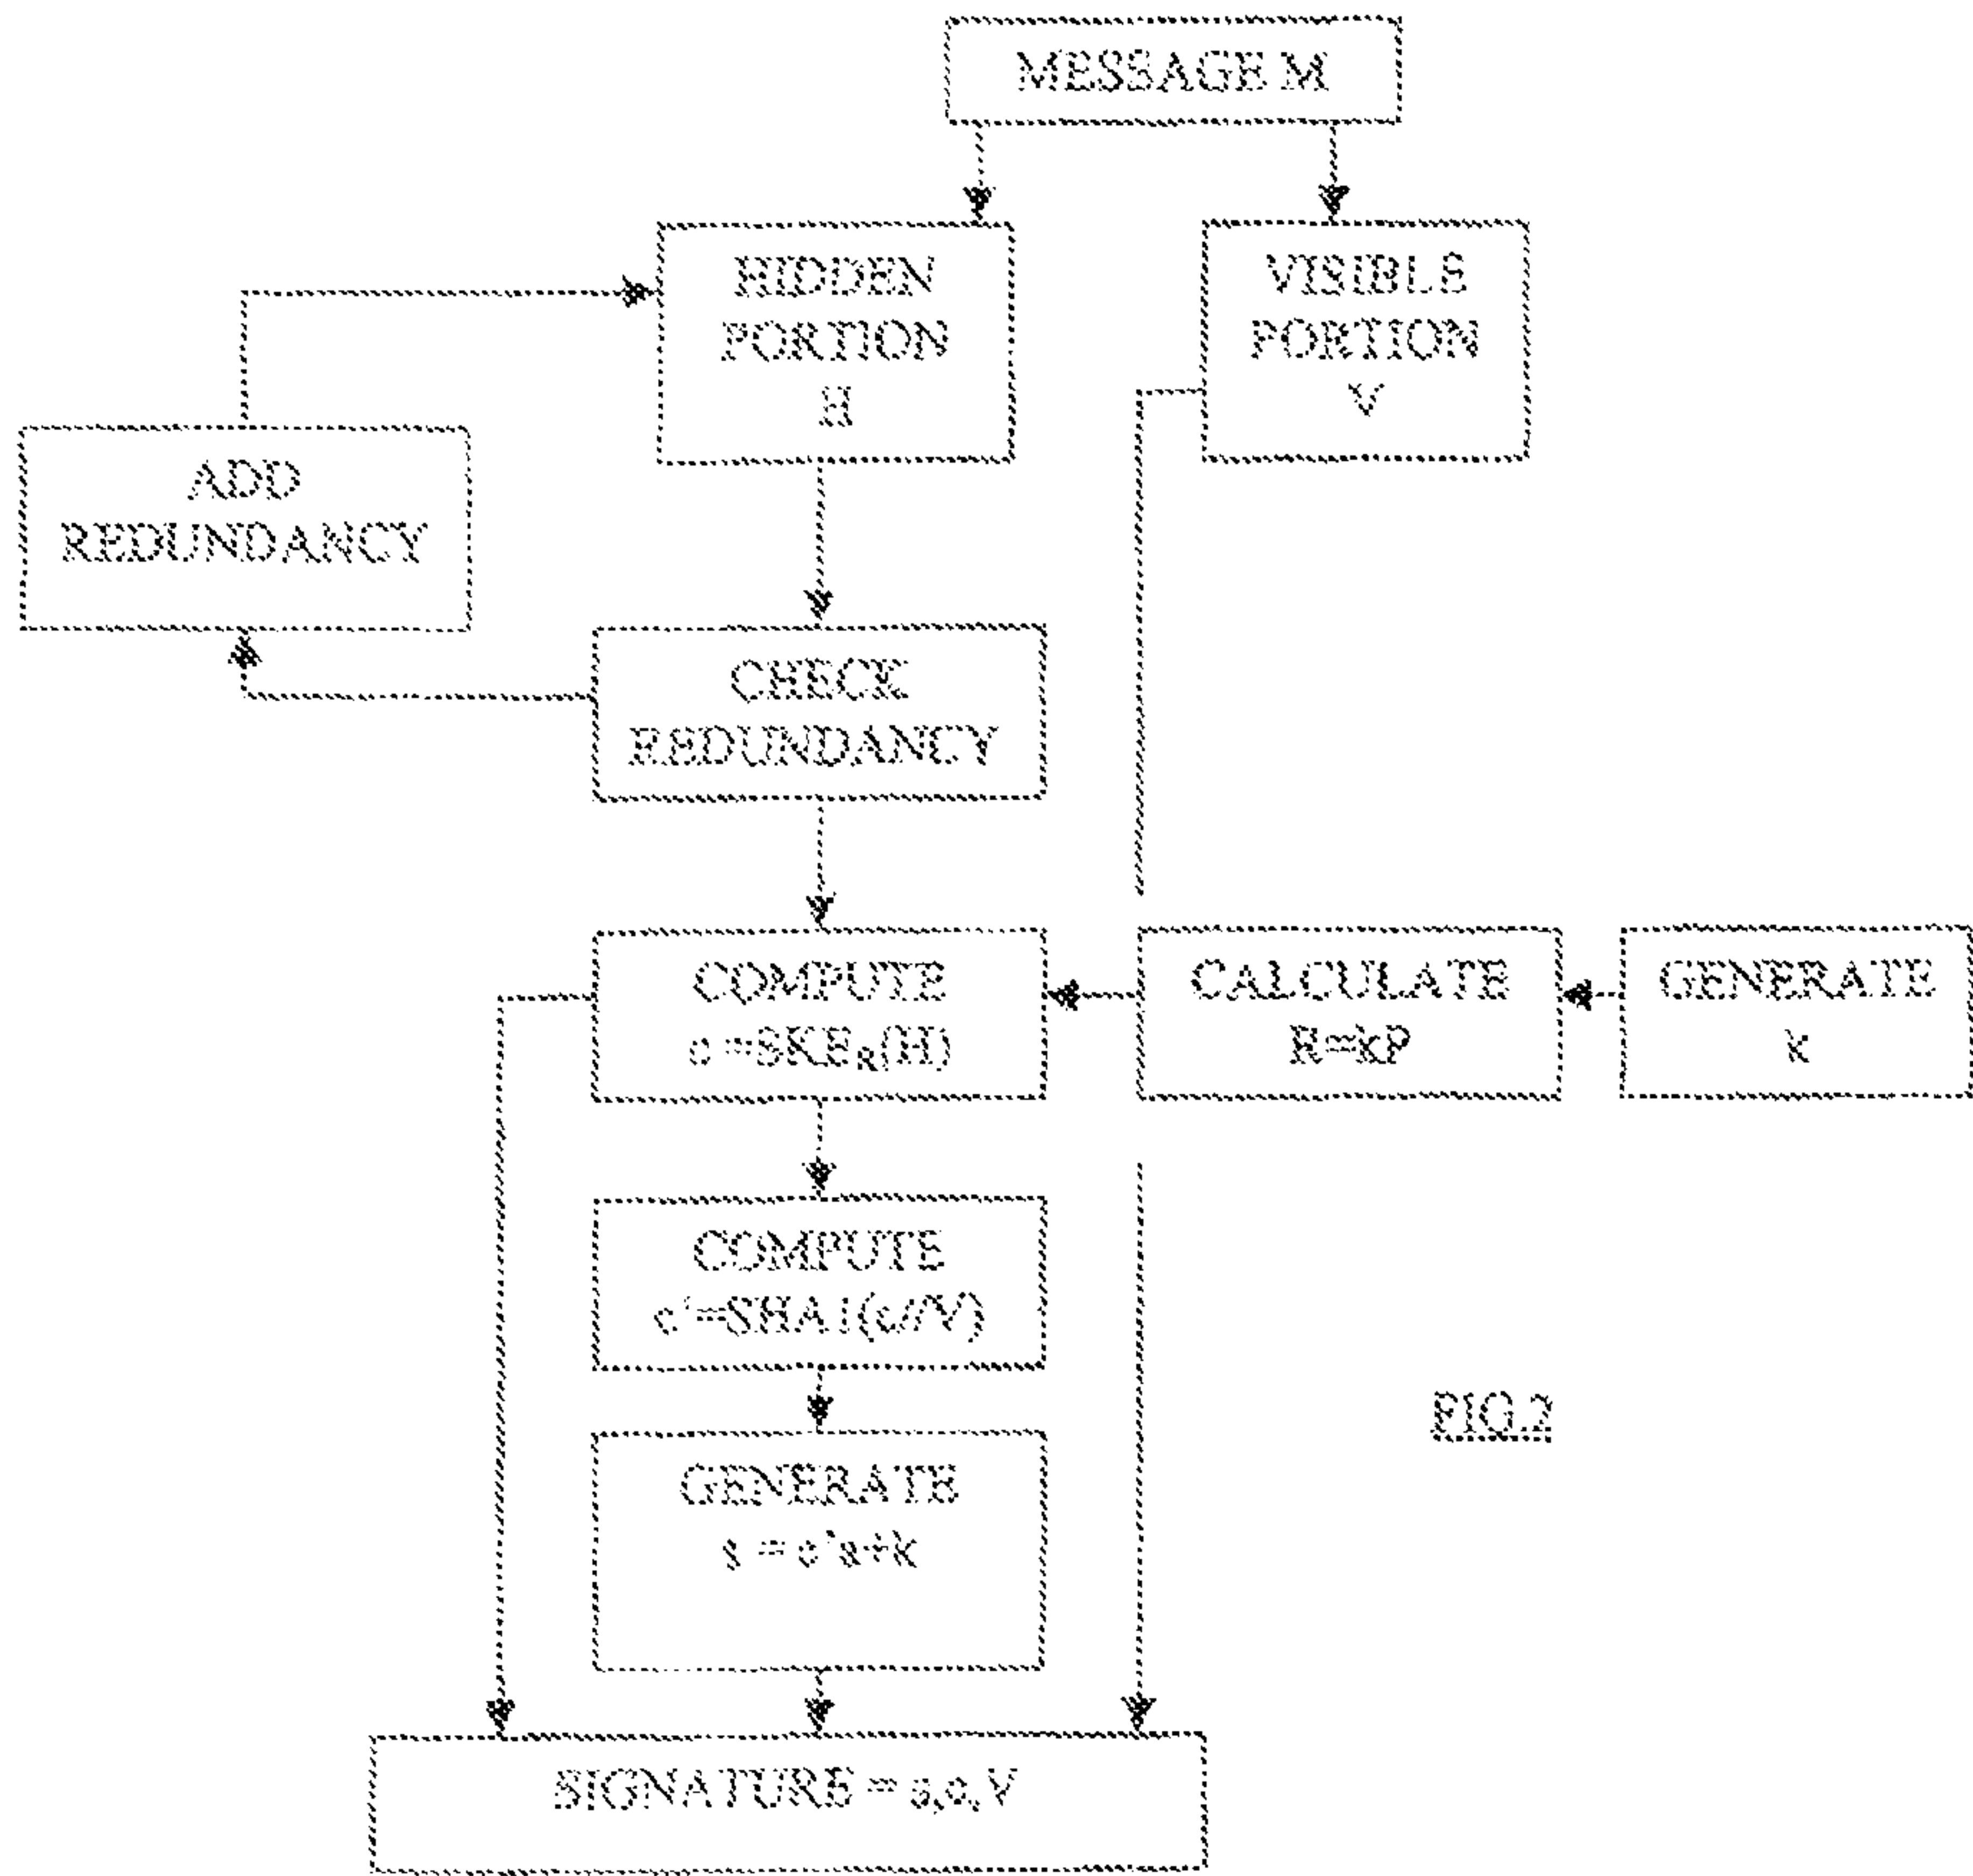 MESSAGE M
HIDDEN
PORTION
H
VISIBLE
PORTION
V
ADD
REDUNDANCY
CHECK
REDUNDANCY
COMPUTE
c =SKE_R(H)
CALCULATE
R=kP
GENERATE
k
COMPUTE
c'=SHA1(c//V)
GENERATE
s = c'a+k
FIG.2
SIGNATURE = s,c,V